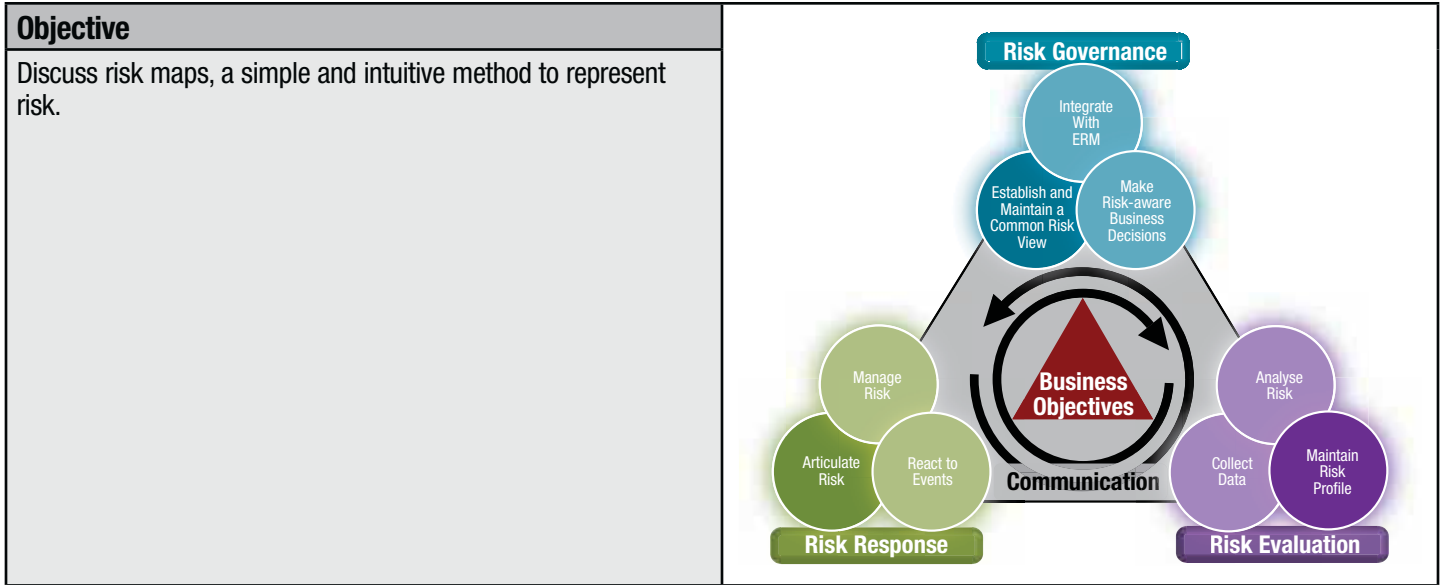 Objective
Discuss risk maps, a simple and intuitive method to represent
risk.
Risk Governance
Integrate
With
ERM
Establish and
Maintain a
Common Risk
View
Make
Risk-aware
Business
Decisions
Business
Objectives
Communication
Manage
Risk
Articulate
Risk
React to
Events
Risk Response
Analyse
Risk
Collect
Data
Maintain
Risk
Profile
Risk Evaluation